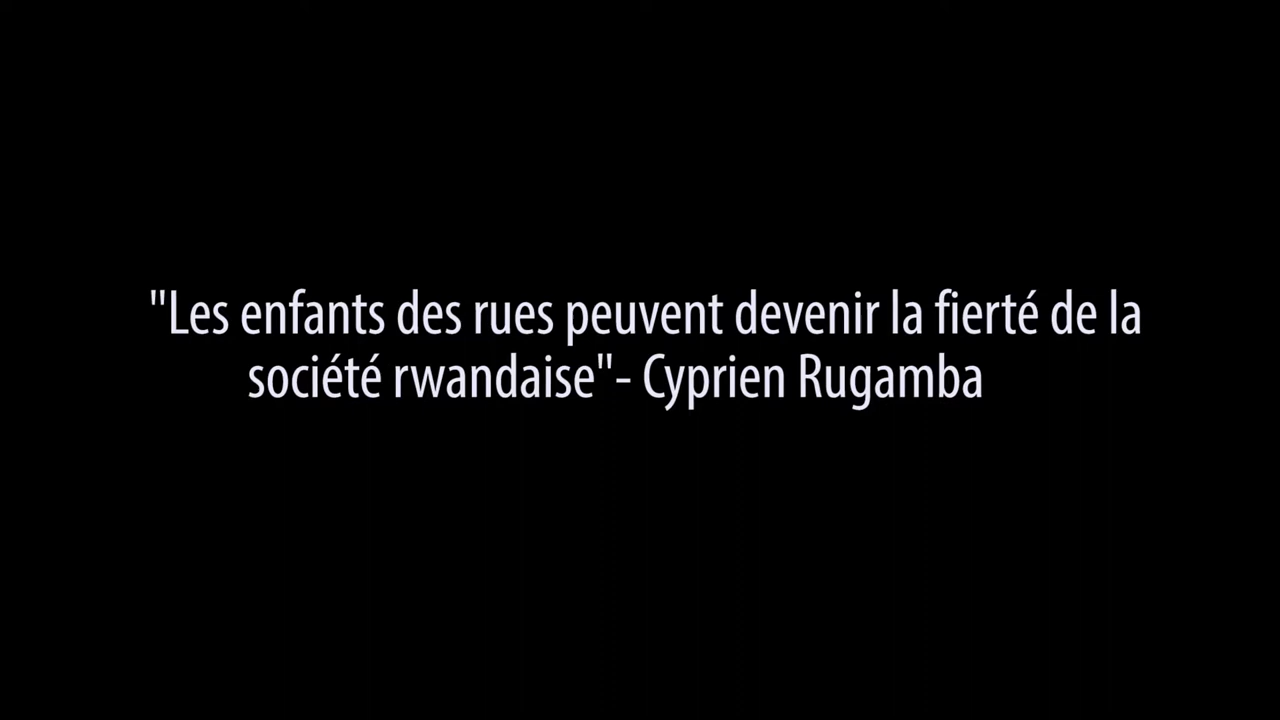 "Les enfants des rues peuvent devenir la fierté de la
société rwandaise"- Cyprien Rugamba